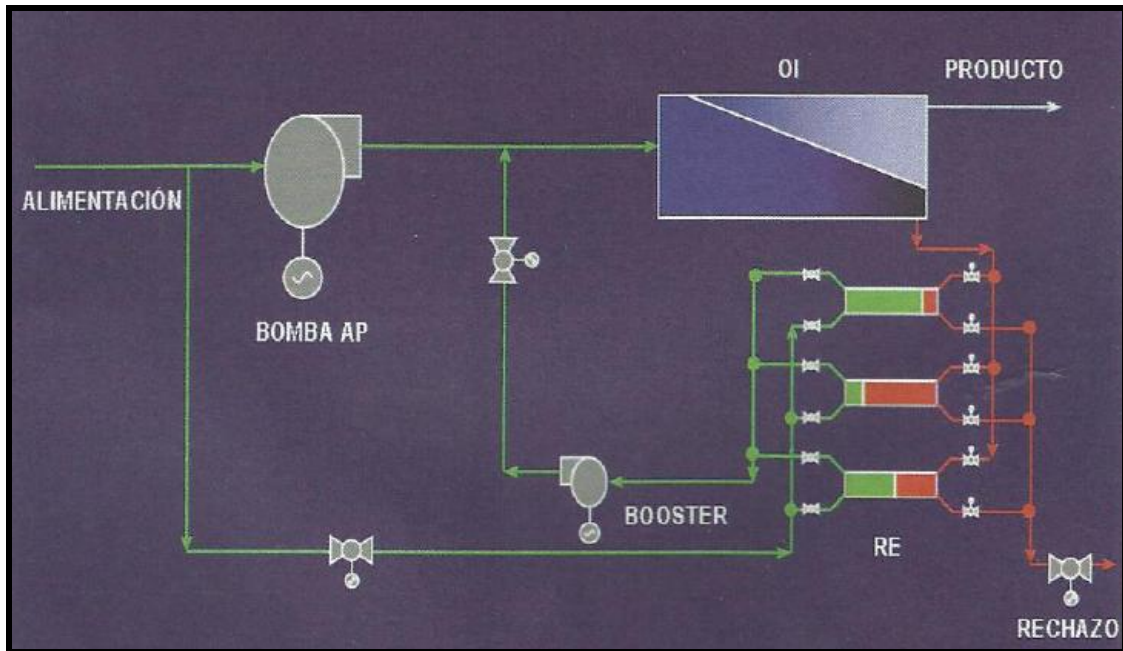 OI
PRODUCTO
ALIMENTACIÓN
BOMBA AP
BOOSTER
RE
RECHAZO